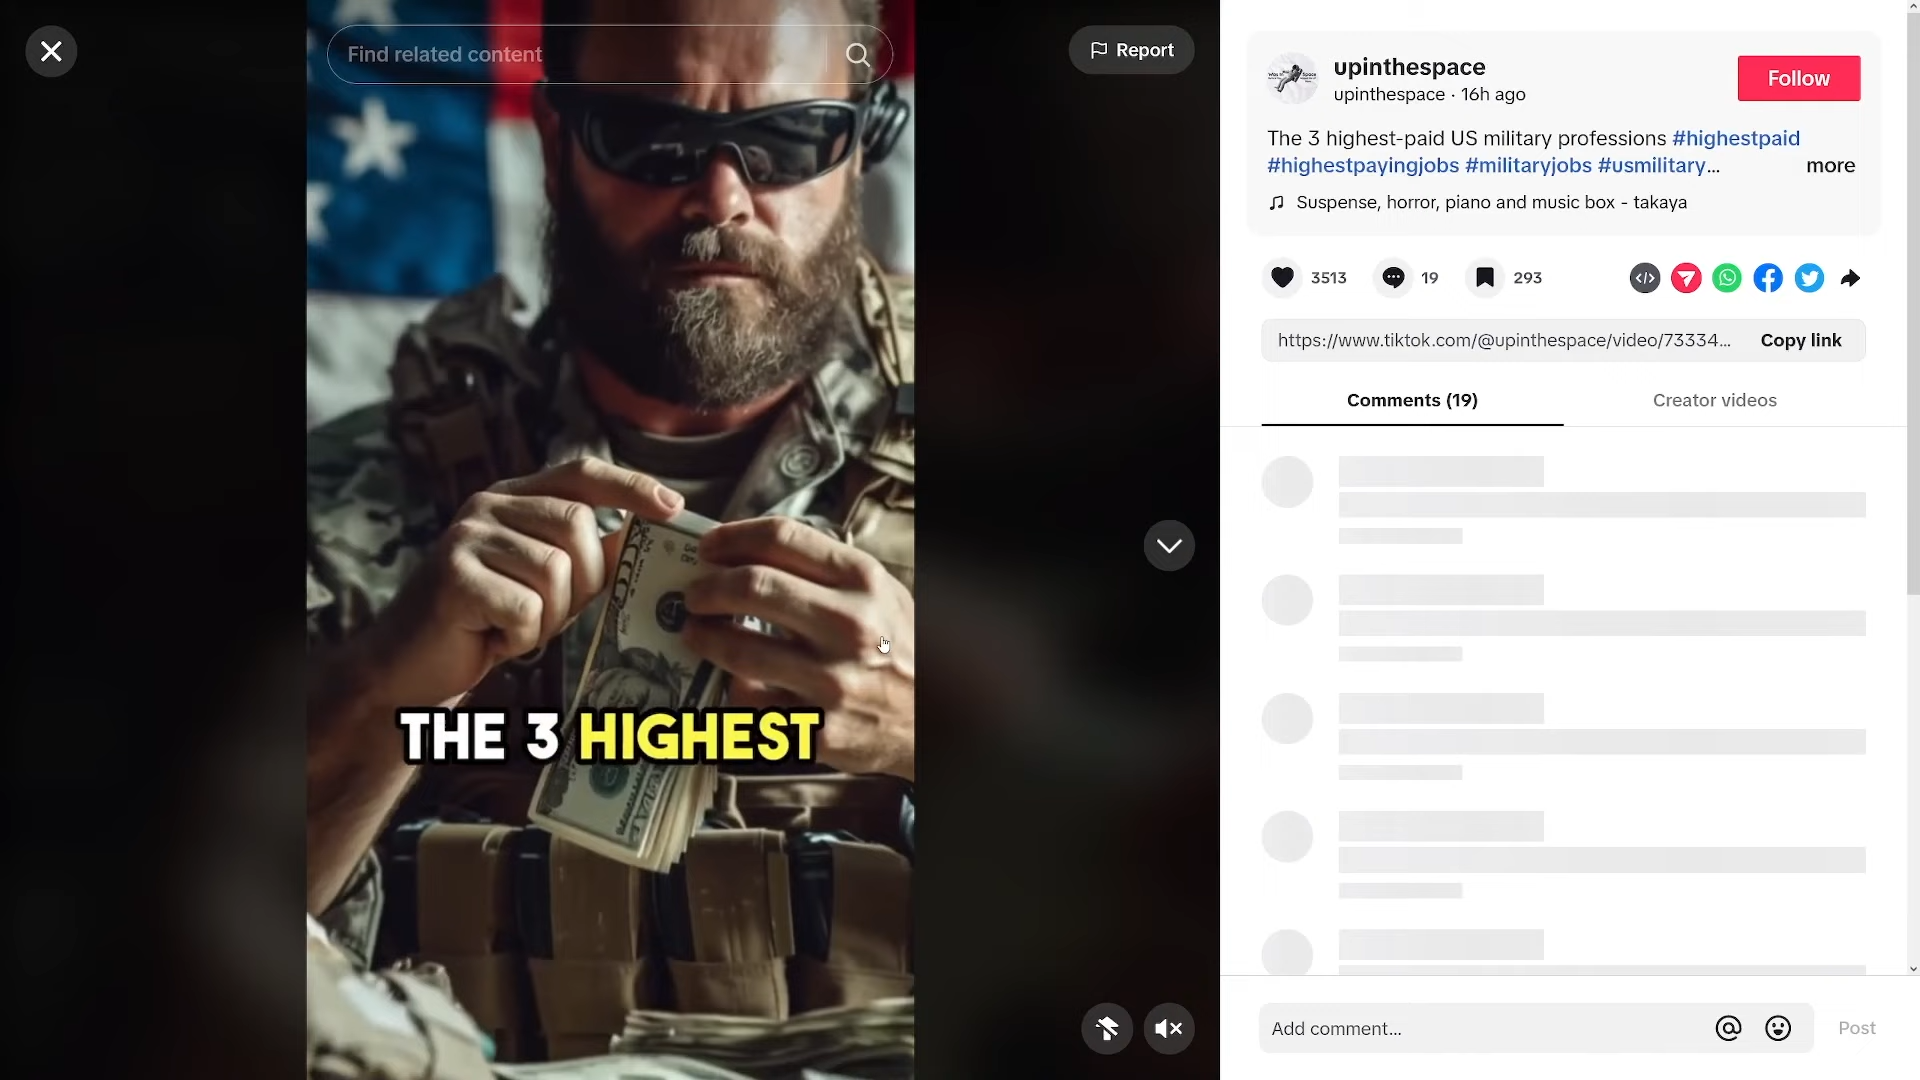 Find related content
Report
THE 3 HIGHEST
upinthespace
upinthespace · 16h ago
Follow
The 3 highest-paid US military professions #highestpaid
#highestpayingjobs #militaryjobs #usmilitary...
more
Suspense, horror, piano and music box - takaya
3513
19
293
https://www.tiktok.com/@upinthespace/video/73334...
Copy link
Comments (19)
Creator videos
Add comment...
Post